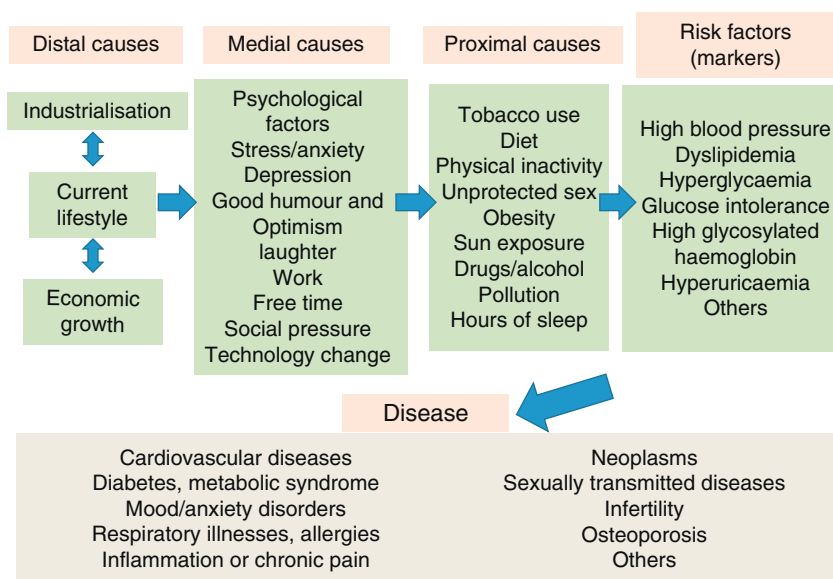 Distal causes
Medial causes
Proximal causes
Risk factors
(markers)
Industrialisation
Current
lifestyle
Economic
growth
Psychological
factors
Stress/anxiety
Depression
Good humour and
Optimism
laughter
Work
Free time
Social pressure
Technology change
Tobacco use
Diet
Physical inactivity
Unprotected sex
Obesity
Sun exposure
Drugs/alcohol
Pollution
Hours of sleep
High blood pressure
Dyslipidemia
Hyperglycaemia
Glucose intolerance
High glycosylated
haemoglobin
Hyperuricaemia
Others
Disease
Cardiovascular diseases
Diabetes, metabolic syndrome
Mood/anxiety disorders
Respiratory illnesses, allergies
Inflammation or chronic pain
Neoplasms
Sexually transmitted diseases
Infertility
Osteoporosis
Others